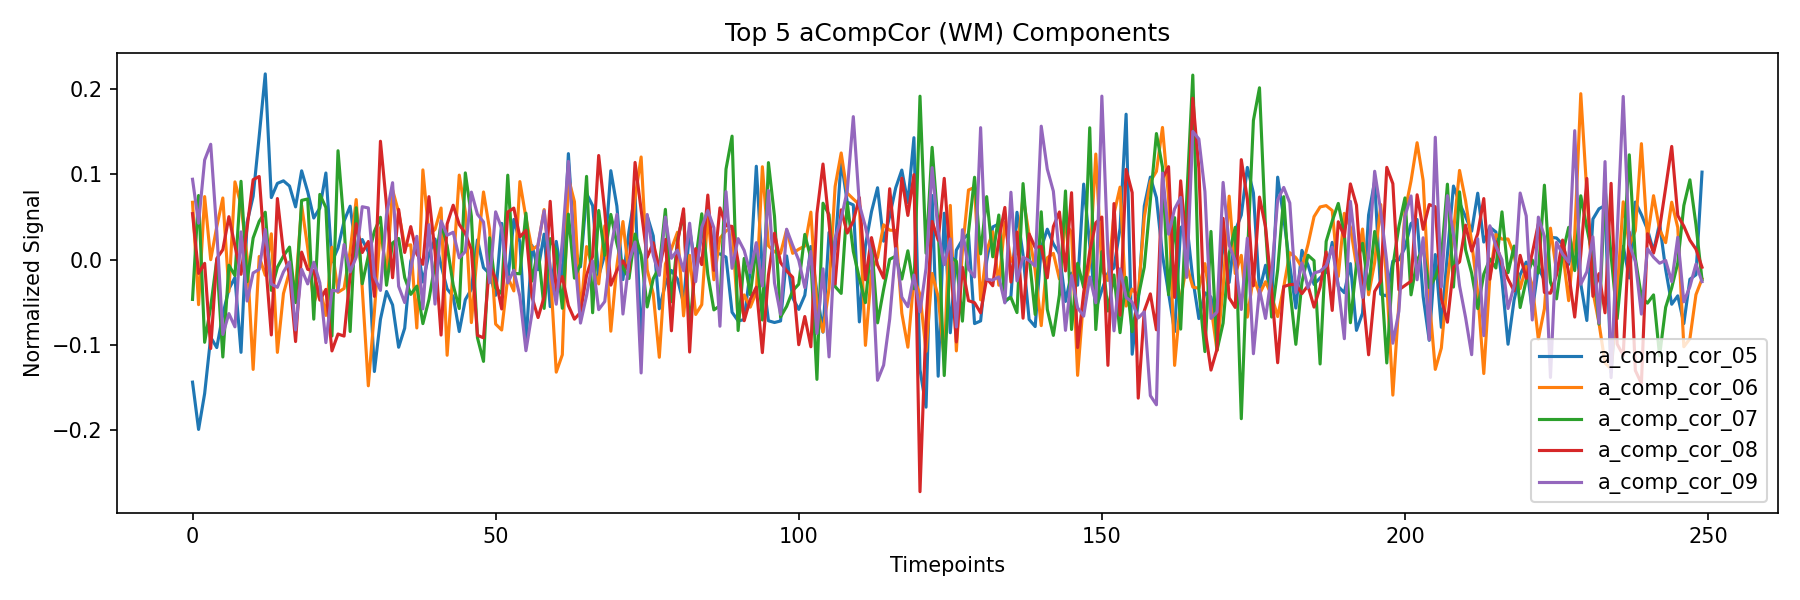 Top 5 aCompCor (WM) Components
Normalized Signal
0.2
0.1
0.0
−0.1
−0.2
0
50
100
150
200
250
Timepoints
a_comp_cor_05
a_comp_cor_06
a_comp_cor_07
a_comp_cor_08
a_comp_cor_09